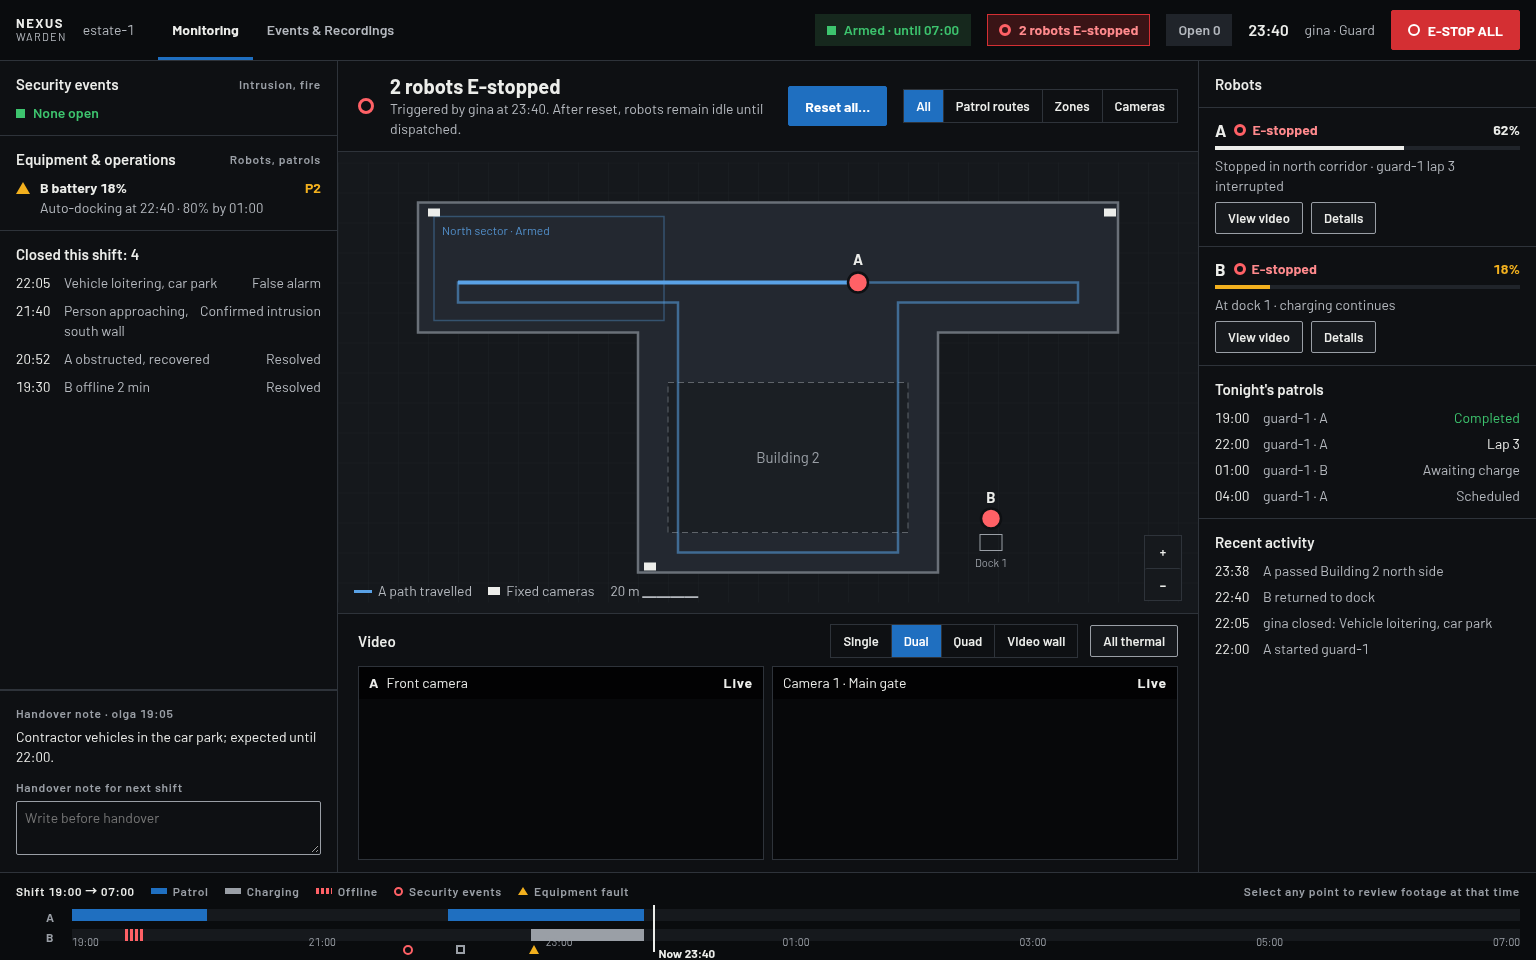 NEXUS
WARDEN
estate-1
Monitoring
Events & Recordings
Armed · until 07:00
2 robots E-stopped
Open 0
23:40
gina · Guard
E-STOP ALL
Security events
Intrusion, fire
None open
Equipment & operations
Robots, patrols
B battery 18%
P2
Auto-docking at 22:40 · 80% by 01:00
Closed this shift: 4
22:05 Vehicle loitering, car park False alarm
21:40 Person approaching, Confirmed intrusion
south wall
20:52 A obstructed, recovered Resolved
19:30 B offline 2 min Resolved
Handover note · olga 19:05
Contractor vehicles in the car park; expected until
22:00.
Handover note for next shift
Write before handover
2 robots E-stopped
Triggered by gina at 23:40. After reset, robots remain idle until
dispatched.
Reset all...
All
Patrol routes
Zones
Cameras
North sector · Armed
A
Building 2
B
Dock 1
+
−
A path travelled
Fixed cameras
20 m
Video
Single
Dual
Quad
Video wall
All thermal
A Front camera
Live
Camera 1 · Main gate
Live
Robots
A E-stopped 62%
Stopped in north corridor · guard-1 lap 3
interrupted
View video
Details
B E-stopped 18%
At dock 1 · charging continues
View video
Details
Tonight's patrols
19:00 guard-1 · A Completed
22:00 guard-1 · A Lap 3
01:00 guard-1 · B Awaiting charge
04:00 guard-1 · A Scheduled
Recent activity
23:38 A passed Building 2 north side
22:40 B returned to dock
22:05 gina closed: Vehicle loitering, car park
22:00 A started guard-1
Shift 19:00 → 07:00
Patrol
Charging
Offline
Security events
Equipment fault
Select any point to review footage at that time
A
B
19:00
21:00
23:00
01:00
03:00
05:00
07:00
Now 23:40